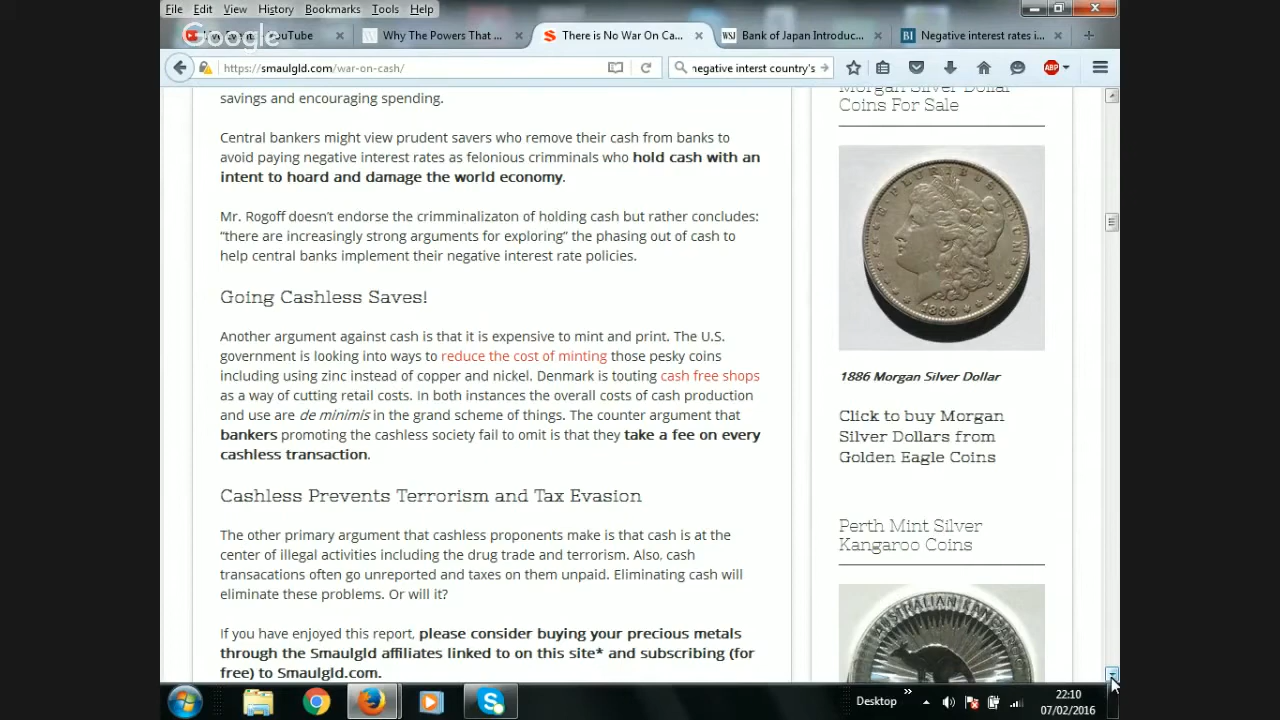 File Edit View History Bookmarks Tools Help
Google
YouTube
Why The Powers That ...
There is No War On Ca...
WSJ Bank of Japan Introduc...
BI Negative interest rates i...
https://smaulgld.com/war-on-cash/
negative interst country's
ABP
savings and encouraging spending.
Central bankers might view prudent savers who remove their cash from banks to
avoid paying negative interest rates as felonious crimminals who hold cash with an
intent to hoard and damage the world economy.
Mr. Rogoff doesn't endorse the crimminalizaton of holding cash but rather concludes:
“there are increasingly strong arguments for exploring” the phasing out of cash to
help central banks implement their negative interest rate policies.
Going Cashless Saves!
Another argument against cash is that it is expensive to mint and print. The U.S.
government is looking into ways to reduce the cost of minting those pesky coins
including using zinc instead of copper and nickel. Denmark is touting cash free shops
as a way of cutting retail costs. In both instances the overall costs of cash production
and use are de minimis in the grand scheme of things. The counter argument that
bankers promoting the cashless society fail to omit is that they take a fee on every
cashless transaction.
Cashless Prevents Terrorism and Tax Evasion
The other primary argument that cashless proponents make is that cash is at the
center of illegal activities including the drug trade and terrorism. Also, cash
transacations often go unreported and taxes on them unpaid. Eliminating cash will
eliminate these problems. Or will it?
If you have enjoyed this report, please consider buying your precious metals
through the Smaulgld affiliates linked to on this site* and subscribing (for
free) to Smaulgld.com.
Morgan Silver Dollar
Coins For Sale
E PLURIBUS UNUM
1886
1886 Morgan Silver Dollar
Click to buy Morgan
Silver Dollars from
Golden Eagle Coins
Perth Mint Silver
Kangaroo Coins
AUSTRALIAN KANGAROO
Desktop
22:10
07/02/2016